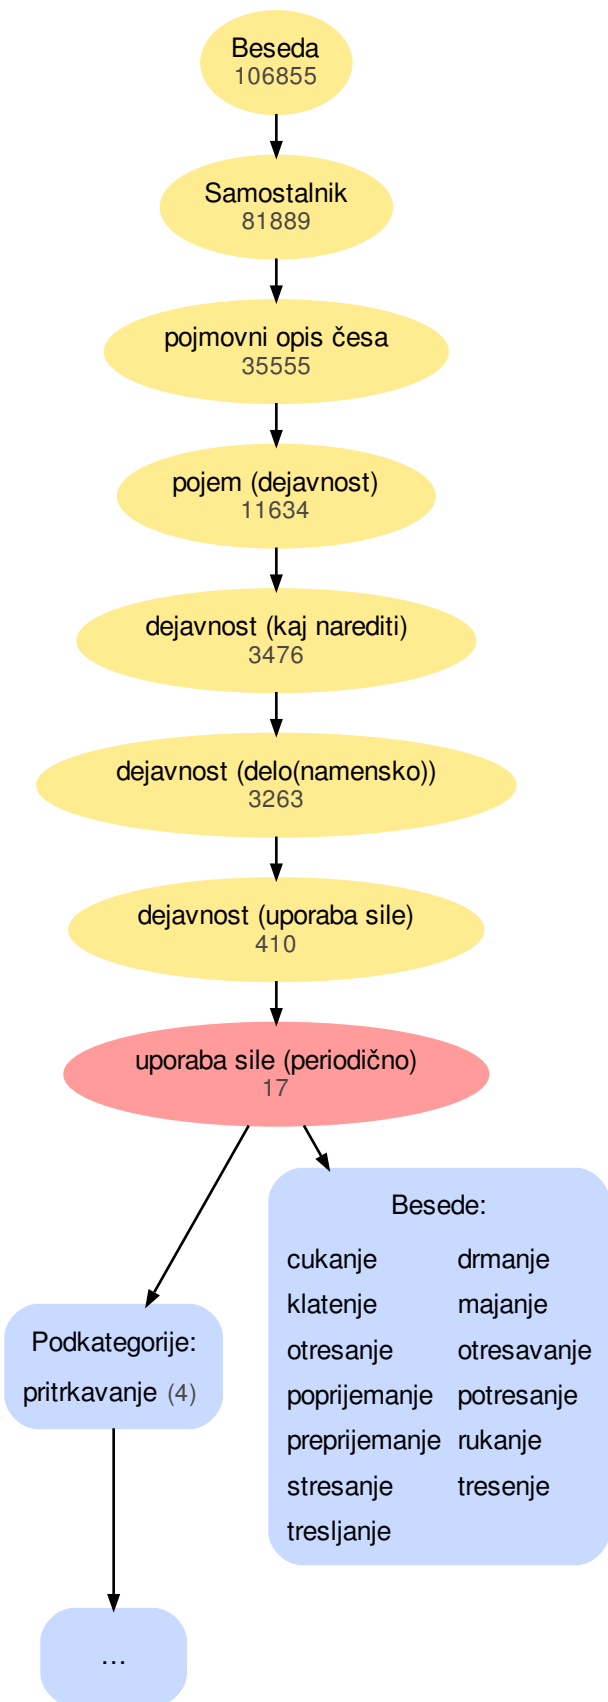 Beseda
106855
Samostalnik
81889
pojmovni opis česa
35555
pojem (dejavnost)
11634
dejavnost (kaj narediti)
3476
dejavnost (delo(namensko))
3263
dejavnost (uporaba sile)
410
uporaba sile (periodično)
17
Besede:
cukanje drmanje
klatenje majanje
otresanje otresavanje
poprijemanje potresanje
preprijemanje rukanje
stresanje tresenje
tresljanje
Podkategorije:
pritrkavanje (4)
...